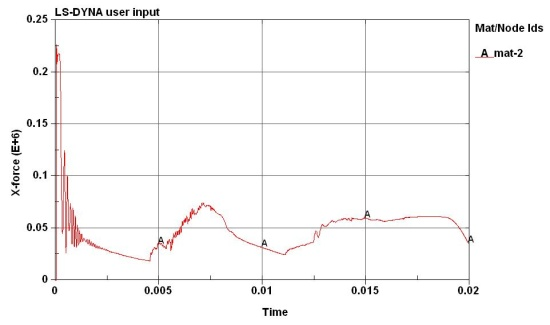 LS-DYNA user input
Mat/Node Ids
A mat-2
X-force (E+6)
0.25
0.2
0.15
0.1
0.05
0
A
A
A
A
0
0.005
0.01
0.015
0.02
Time